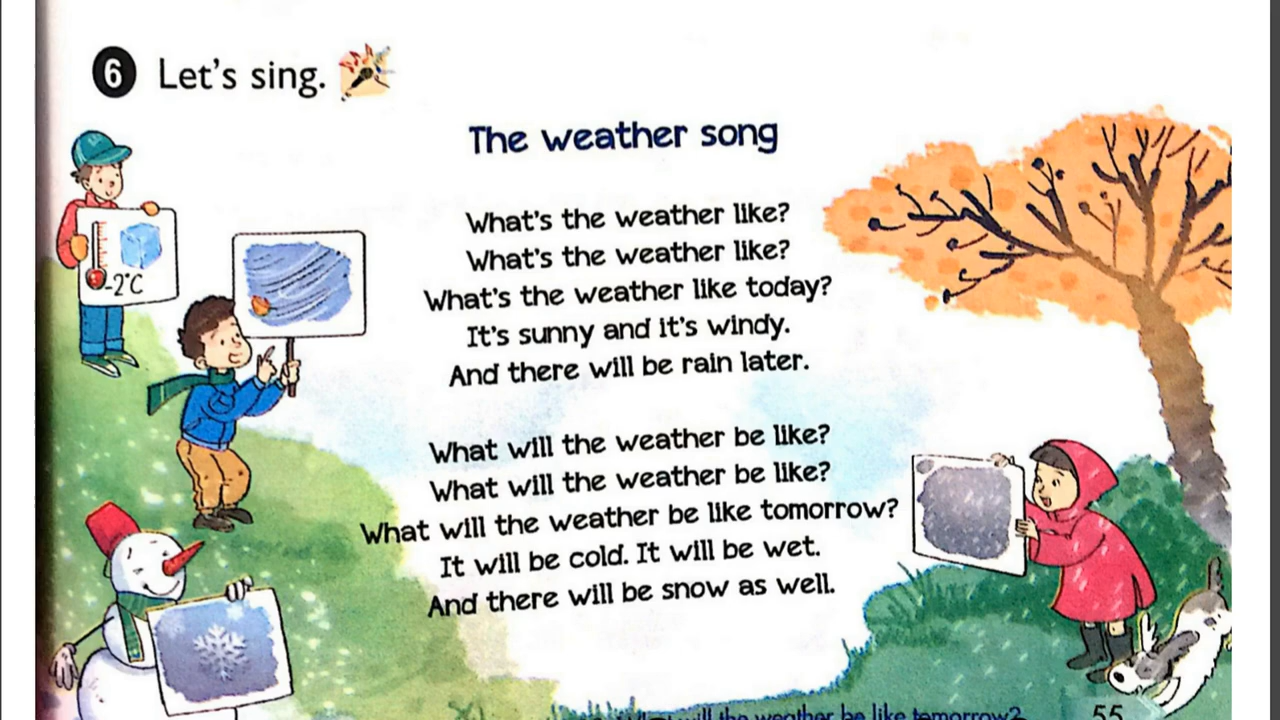 6 Let's sing.
The weather song
-2°C
What's the weather like?
What's the weather like?
What's the weather like today?
It's sunny and it's windy.
And there will be rain later.
What will the weather be like?
What will the weather be like?
What will the weather be like tomorrow?
It will be cold. It will be wet.
And there will be snow as well.
will the weather be like tomorrow?
55